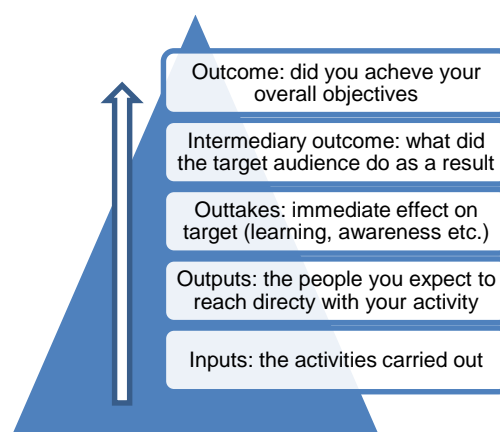 Outcome: did you acheve your
overall objectives
Intermediary outcome: what did
the target audience do as a result
Outtakes: immediate effect on
target (learning, awareness etc.)
Outputs: the people you expect to
reach directy with your activity
Inputs: the activities carried out